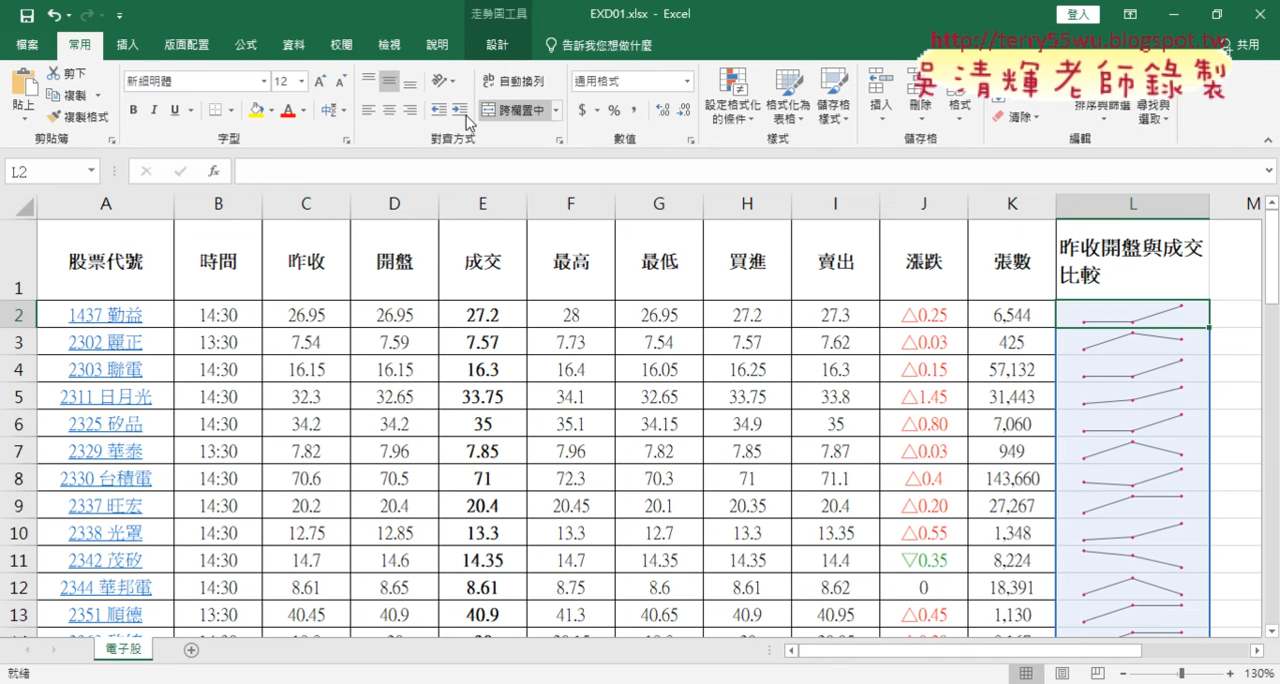 走勢圖工具 EXD01.xlsx - Excel 登入
檔案 常用 插入 版面配置 公式 資料 校閱 檢視 說明 設計 告訴我您想做什麼 共用
http://terry55wu.blogspot.tw
吳清輝老師錄製
貼上 剪下 複製 複製格式 剪貼簿
新細明體 12 B I U A 中 字型
自動換列 跨欄置中 對齊方式
通用格式 $ % , 數值
設定格式化的條件 格式化為表格 儲存格樣式 樣式
插入 刪除 格式 儲存格
清除 排序與篩選 尋找與選取 編輯
L2 fx
A B C D E F G H I J K L M
1 股票代號 時間 昨收 開盤 成交 最高 最低 買進 賣出 漲跌 張數 昨收開盤與成交比較
2 1437 勤益 14:30 26.95 26.95 27.2 28 26.95 27.2 27.3 △0.25 6,544
3 2302 麗正 13:30 7.54 7.59 7.57 7.73 7.54 7.57 7.62 △0.03 425
4 2303 聯電 14:30 16.15 16.15 16.3 16.4 16.05 16.25 16.3 △0.15 57,132
5 2311 日月光 14:30 32.3 32.65 33.75 34.1 32.65 33.75 33.8 △1.45 31,443
6 2325 矽品 14:30 34.2 34.2 35 35.1 34.15 34.9 35 △0.80 7,060
7 2329 華泰 13:30 7.82 7.96 7.85 7.96 7.82 7.85 7.87 △0.03 949
8 2330 台積電 14:30 70.6 70.5 71 72.3 70.3 71 71.1 △0.4 143,660
9 2337 旺宏 14:30 20.2 20.4 20.4 20.45 20.1 20.35 20.4 △0.20 27,267
10 2338 光罩 14:30 12.75 12.85 13.3 13.3 12.7 13.3 13.35 △0.55 1,348
11 2342 茂矽 14:30 14.7 14.6 14.35 14.7 14.35 14.35 14.4 ▽0.35 8,224
12 2344 華邦電 14:30 8.61 8.65 8.61 8.75 8.6 8.61 8.62 0 18,391
13 2351 順德 13:30 40.45 40.9 40.9 41.3 40.65 40.9 40.95 △0.45 1,130
電子股
就緒 130%